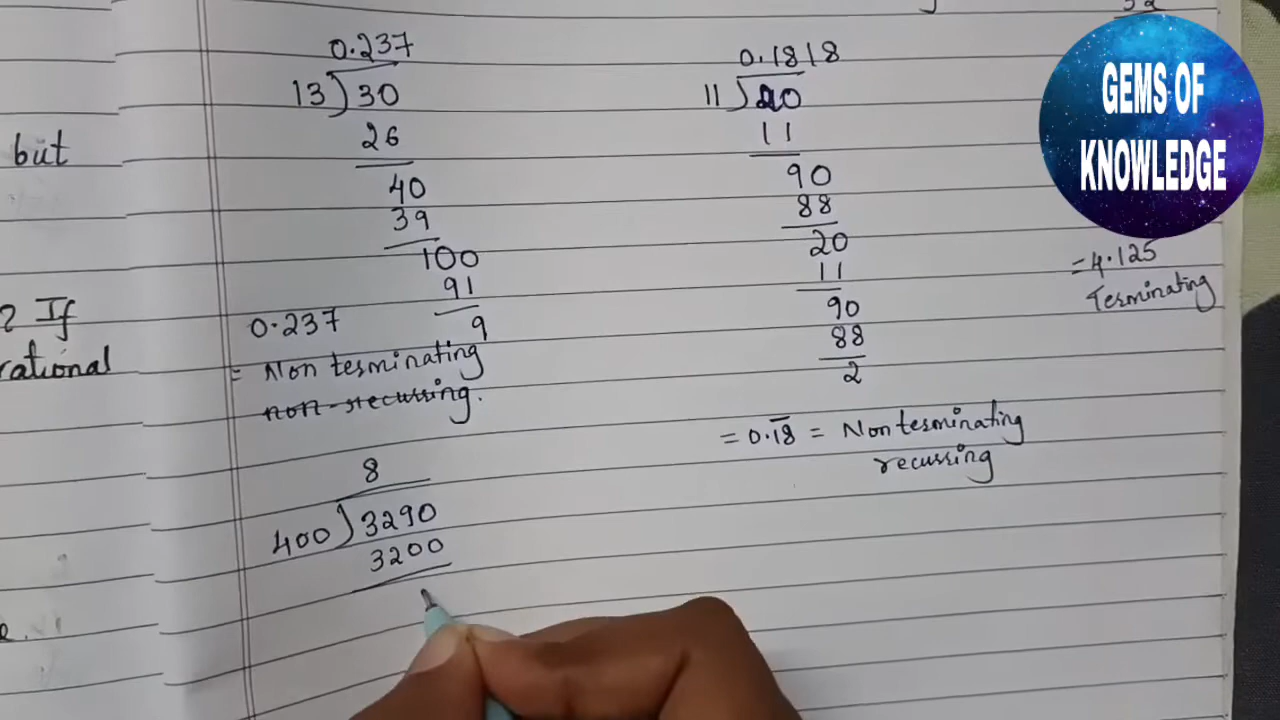 but
? If
rational
0.237
13)30
26
40
39
100
91
9
0.237
= Non terminating
non-recurring.
8
400)3290
3200
0.1818
11)20
11
90
88
20
11
90
88
2
= 0.18 = Non terminating
recurring
GEMS OF
KNOWLEDGE
= 4.125
Terminating